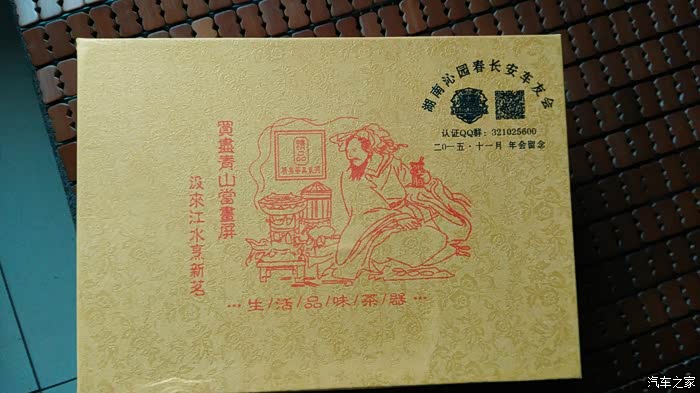 湖南沁园春长安车友会
认证QQ群：321025600
二0一五·十一月 年会留念
買盡青山當畫屏
汲來江水烹新茗
精品
…生/活/品/味/茶/器…
汽车之家